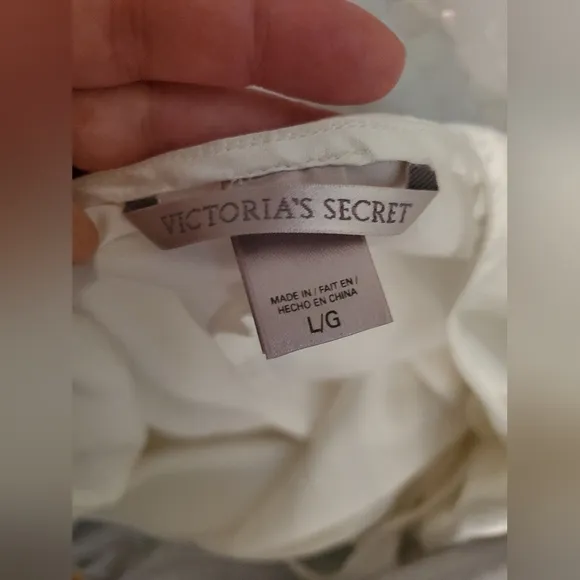 VICTORIA'S SECRET
MADE IN / FAIT EN /
HECHO EN CHINA
L/G